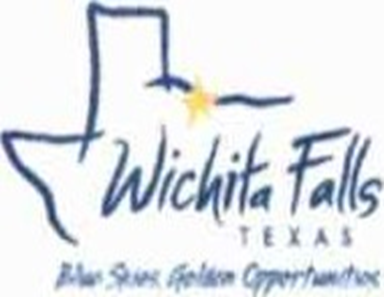 Wichita Falls
TEXAS
Blue Skies. Golden Opportunities.